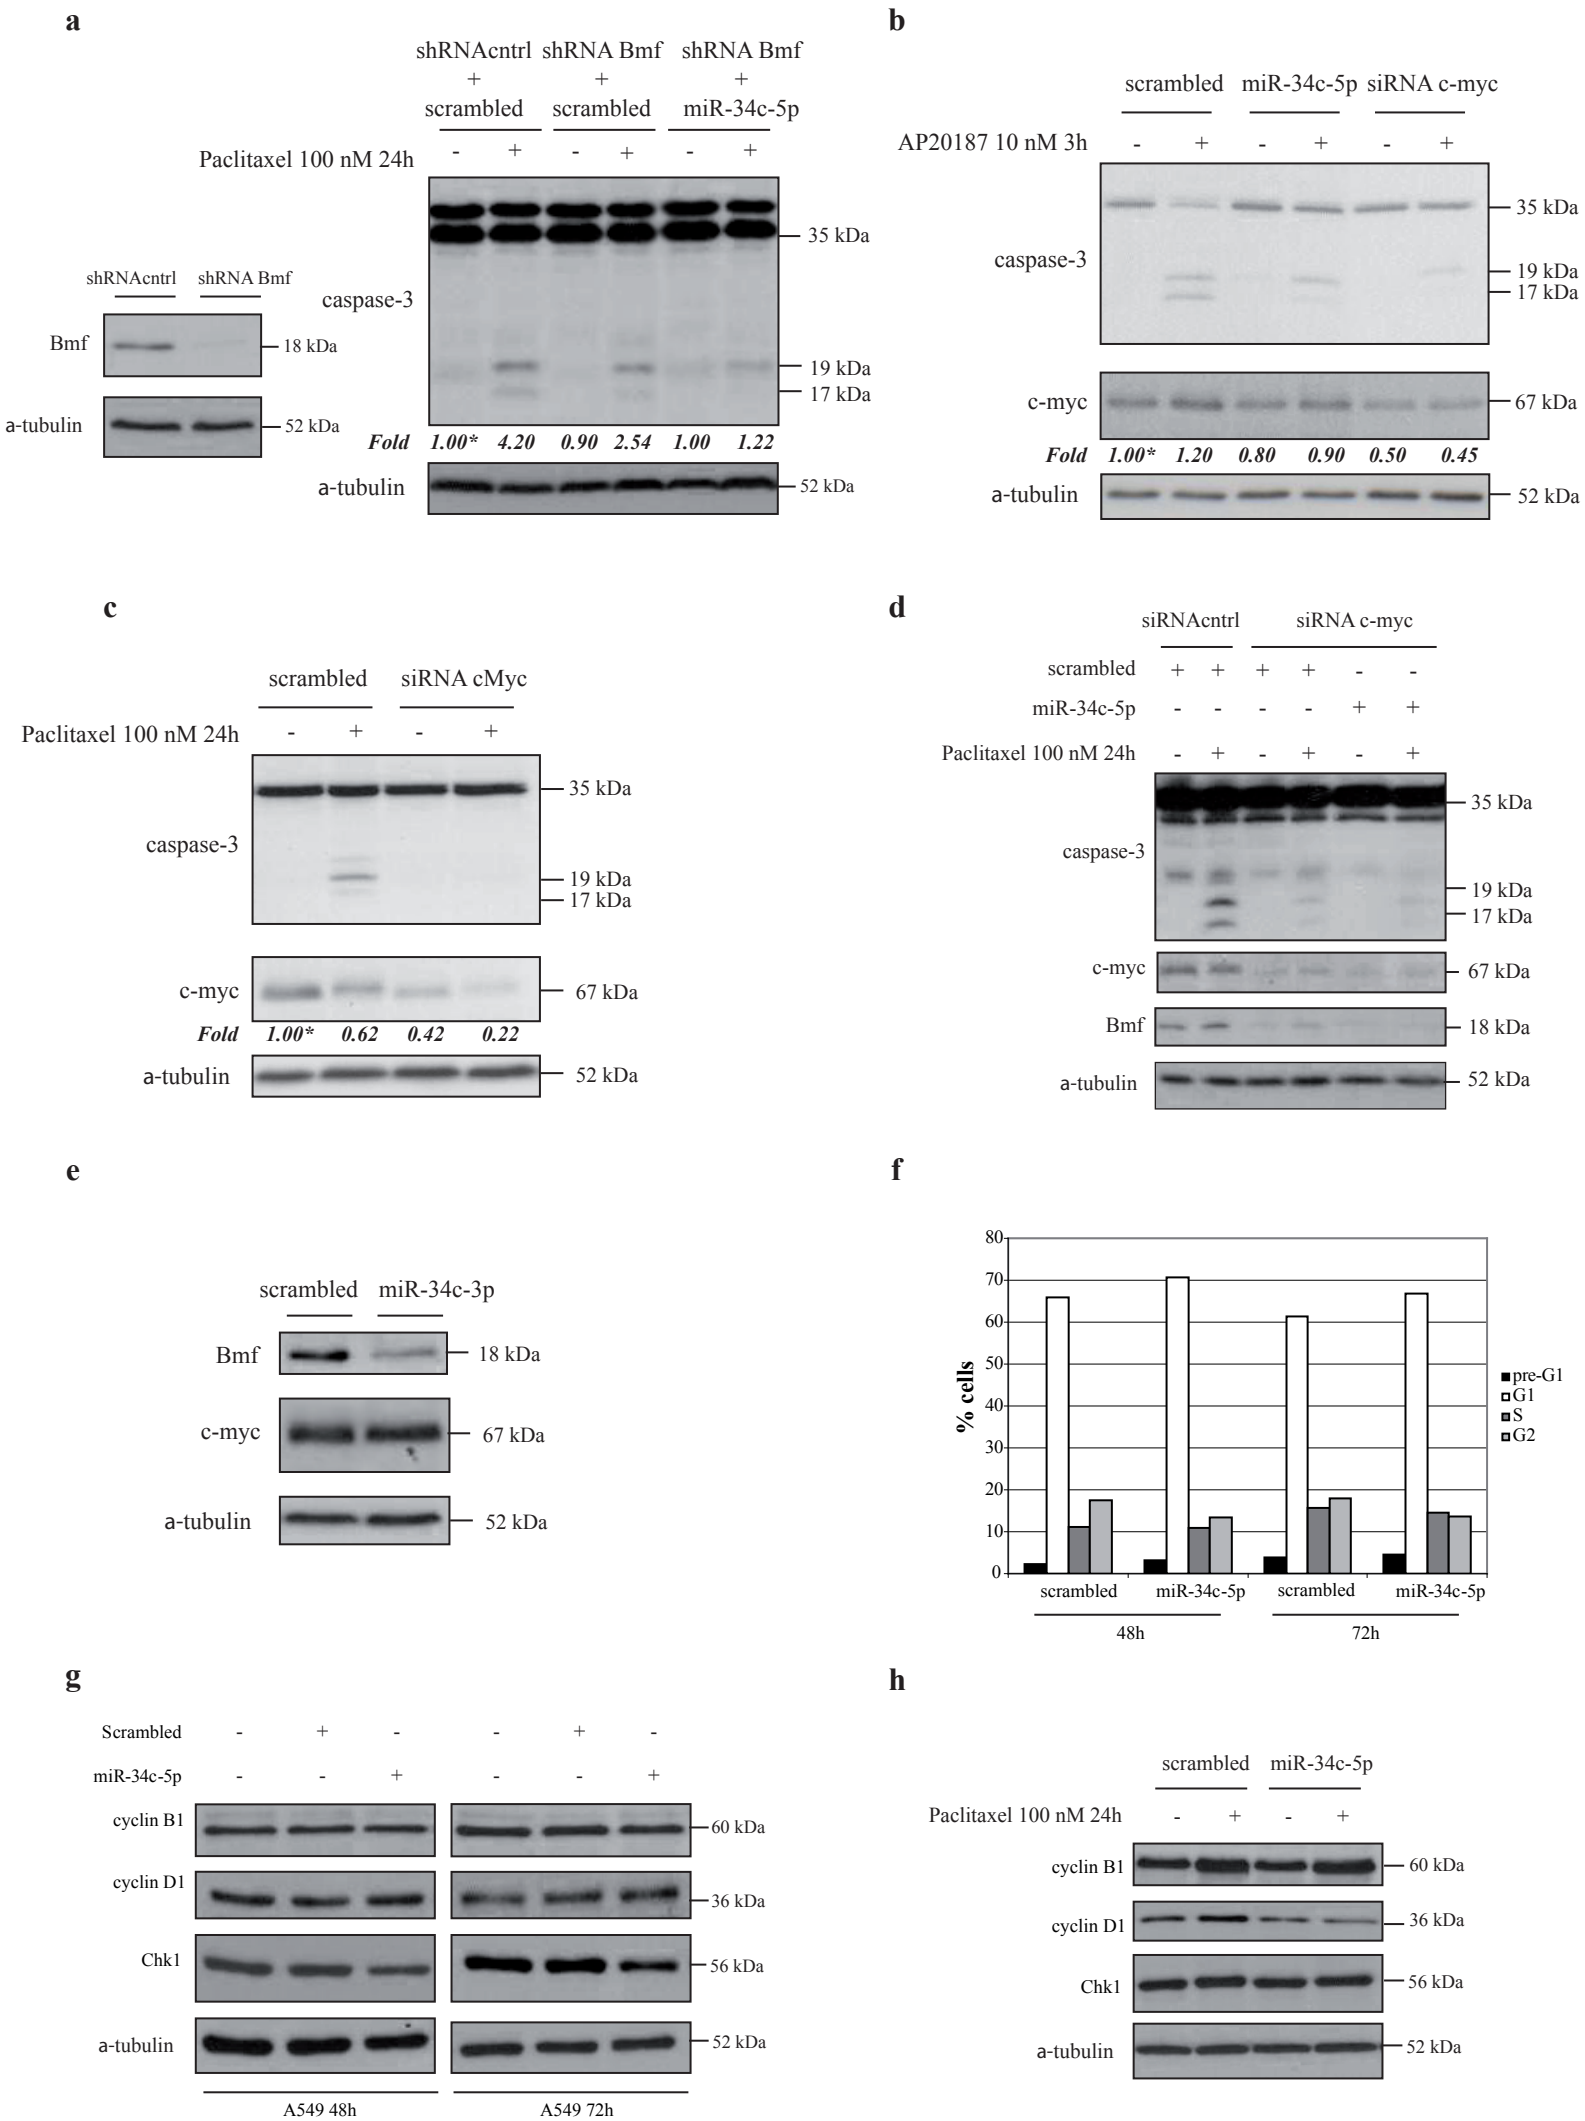 a
shRNAcntrl shRNA Bmf shRNA Bmf
+ + +
scrambled scrambled miR-34c-5p
Paclitaxel 100 nM 24h - + - + - +
35 kDa
caspase-3
19 kDa
17 kDa
Fold 1.00* 4.20 0.90 2.54 1.00 1.22
a-tubulin 52 kDa
shRNAcntrl shRNA Bmf
Bmf 18 kDa
a-tubulin 52 kDa
b
scrambled miR-34c-5p siRNA c-myc
AP20187 10 nM 3h - + - + - +
35 kDa
caspase-3
19 kDa
17 kDa
c-myc 67 kDa
Fold 1.00* 1.20 0.80 0.90 0.50 0.45
a-tubulin 52 kDa
c
scrambled siRNA cMyc
Paclitaxel 100 nM 24h - + - +
35 kDa
caspase-3
19 kDa
17 kDa
c-myc 67 kDa
Fold 1.00* 0.62 0.42 0.22
a-tubulin 52 kDa
d
siRNAcntrl siRNA c-myc
scrambled + + + + - -
miR-34c-5p - - - - + +
Paclitaxel 100 nM 24h - + - + - +
35 kDa
caspase-3
19 kDa
17 kDa
c-myc 67 kDa
Bmf 18 kDa
a-tubulin 52 kDa
e
scrambled miR-34c-3p
Bmf 18 kDa
c-myc 67 kDa
a-tubulin 52 kDa
f
80
70
60
50
40
30
20
10
0
% cells
pre-G1
G1
S
G2
scrambled miR-34c-5p scrambled miR-34c-5p
48h 72h
g
Scrambled - + - - + -
miR-34c-5p - - + - - +
cyclin B1 60 kDa
cyclin D1 36 kDa
Chk1 56 kDa
a-tubulin 52 kDa
A549 48h A549 72h
h
scrambled miR-34c-5p
Paclitaxel 100 nM 24h - + - +
cyclin B1 60 kDa
cyclin D1 36 kDa
Chk1 56 kDa
a-tubulin 52 kDa